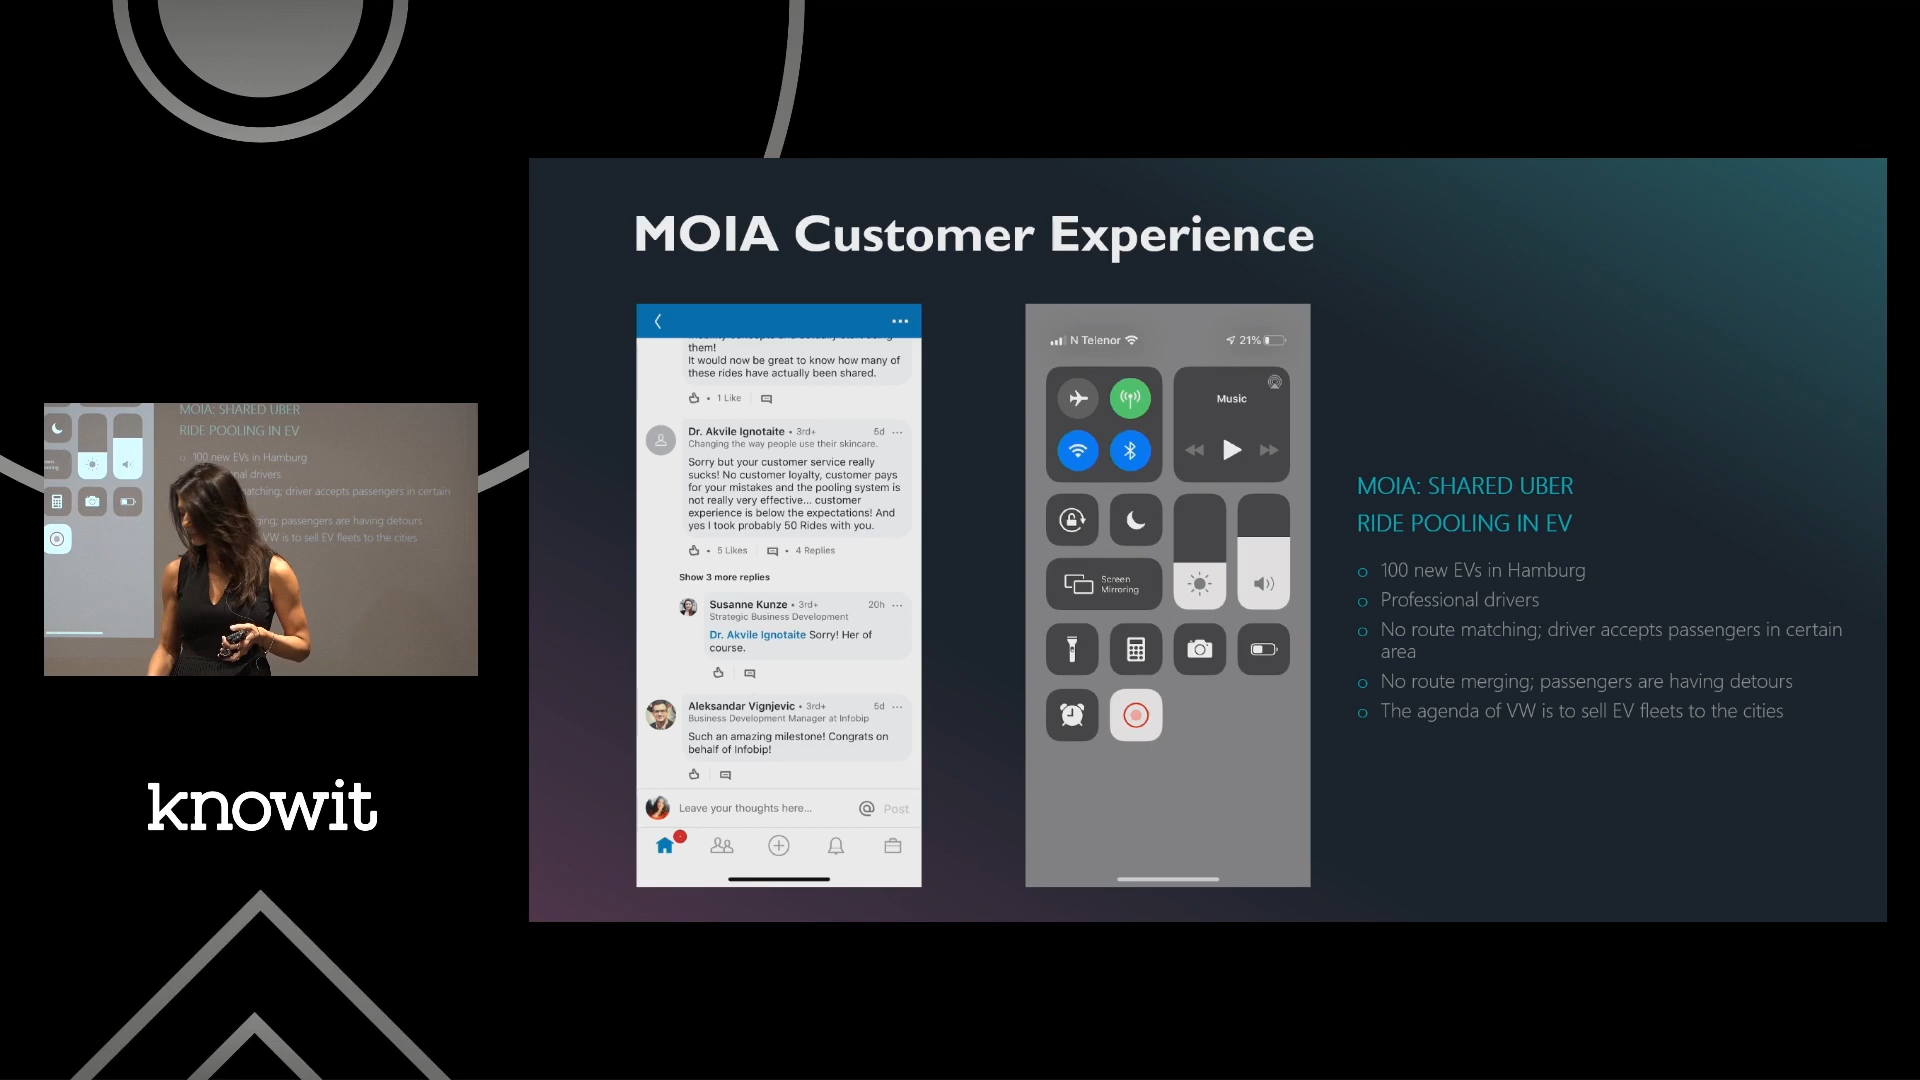 MOIA Customer Experience
them!
It would now be great to know how many of
these rides have actually been shared.
1 Like
Dr. Akvile Ignotaite • 3rd+ 5d ...
Changing the way people use their skincare.
Sorry but your customer service really
sucks! No customer loyalty, customer pays
for your mistakes and the pooling system is
not really very effective... customer
experience is below the expectations! And
yes I took probably 50 Rides with you.
• 5 Likes • 4 Replies
Show 3 more replies
Susanne Kunze • 3rd+ 20h ...
Strategic Business Development
Dr. Akvile Ignotaite Sorry! Her of
course.
Aleksandar Vignjevic • 3rd+ 5d ...
Business Development Manager at Infobip
Such an amazing milestone! Congrats on
behalf of Infobip!
Leave your thoughts here... @ Post
N Telenor 21%
Music
Screen
Mirroring
MOIA: SHARED UBER
RIDE POOLING IN EV
100 new EVs in Hamburg
Professional drivers
No route matching; driver accepts passengers in certain
area
No route merging; passengers are having detours
The agenda of VW is to sell EV fleets to the cities
MOIA: SHARED UBER
RIDE POOLING IN EV
100 new EVs in Hamburg
nal drivers
atching; driver accepts passengers in certain
ging; passengers are having detours
VW is to sell EV fleets to the cities
knowit